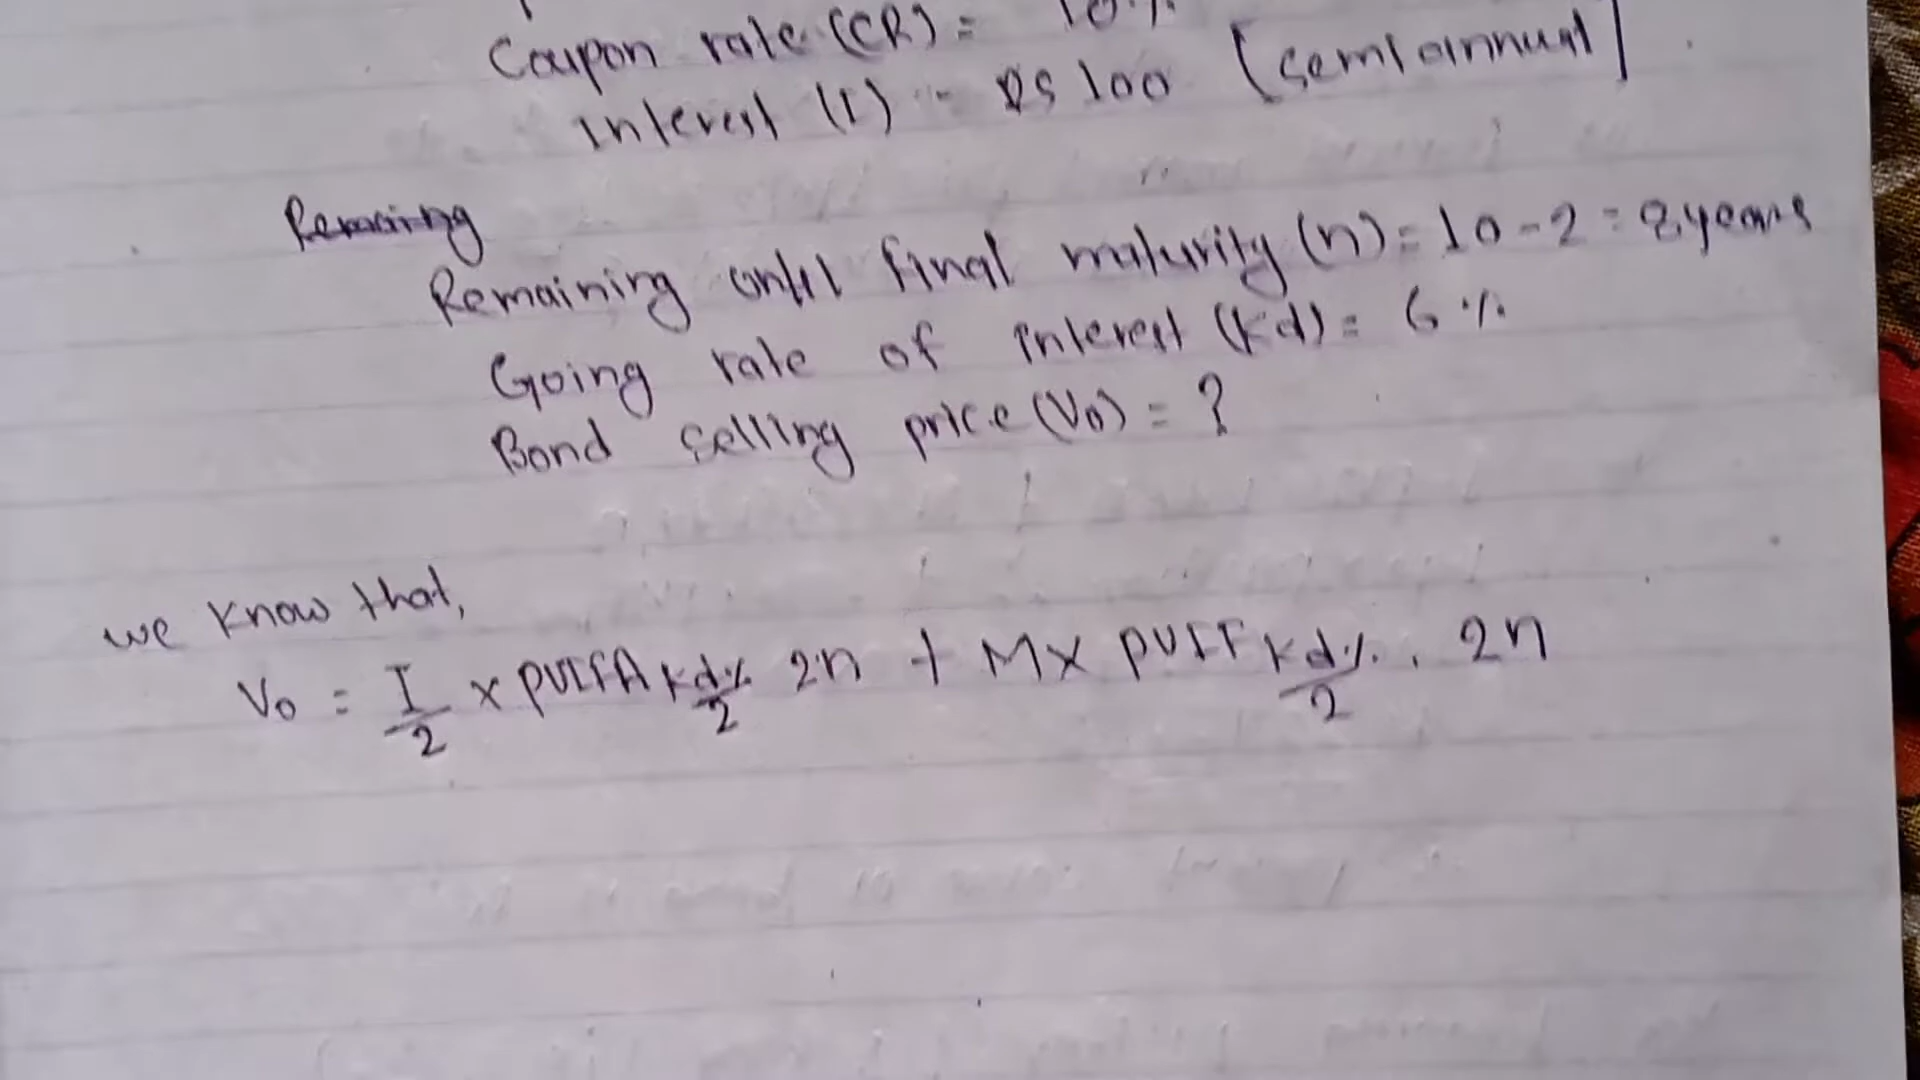 Coupon rate (CR) = 10%
Interest (I) = RS 100 [semiannual]
Remaining
Remaining until final maturity (n) = 10 - 2 = 8 years
Going rate of interest (Kd) = 6%
Bond selling price (V0) = ?
we know that,
V0 = I/2 x PVIFA Kd%/2 2n + M x PVIF Kd%/2, 2n